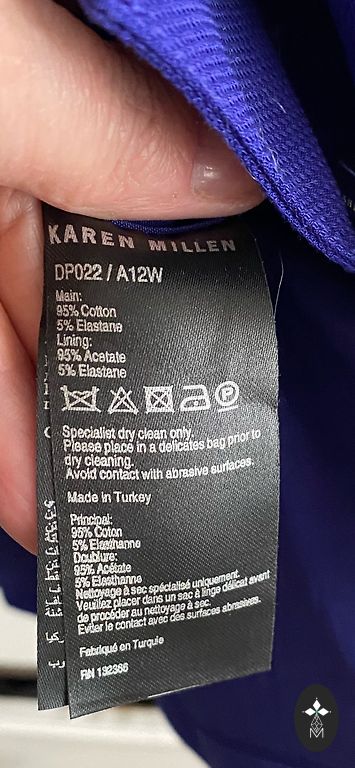 KAREN MILLEN
DP022 / A12W
Main:
95% Cotton
5% Elastane
Lining:
95% Acetate
5% Elastane
P
Specialist dry clean only.
Please place in a delicates bag prior to
dry cleaning.
Avoid contact with abrasive surfaces
Made in Turkey
Principal:
95% Coton
5% Elasthanne
Doublure:
95% Acétate
5% Elasthanne
Nettoyage à sec spécialisé uniquement.
Veuillez placer dans un sac à linge délicat avant
de procéder au nettoyage à sec.
Eviter le contact avec des surfaces abrasives.
Fabriqué en Turquie
RN 132366